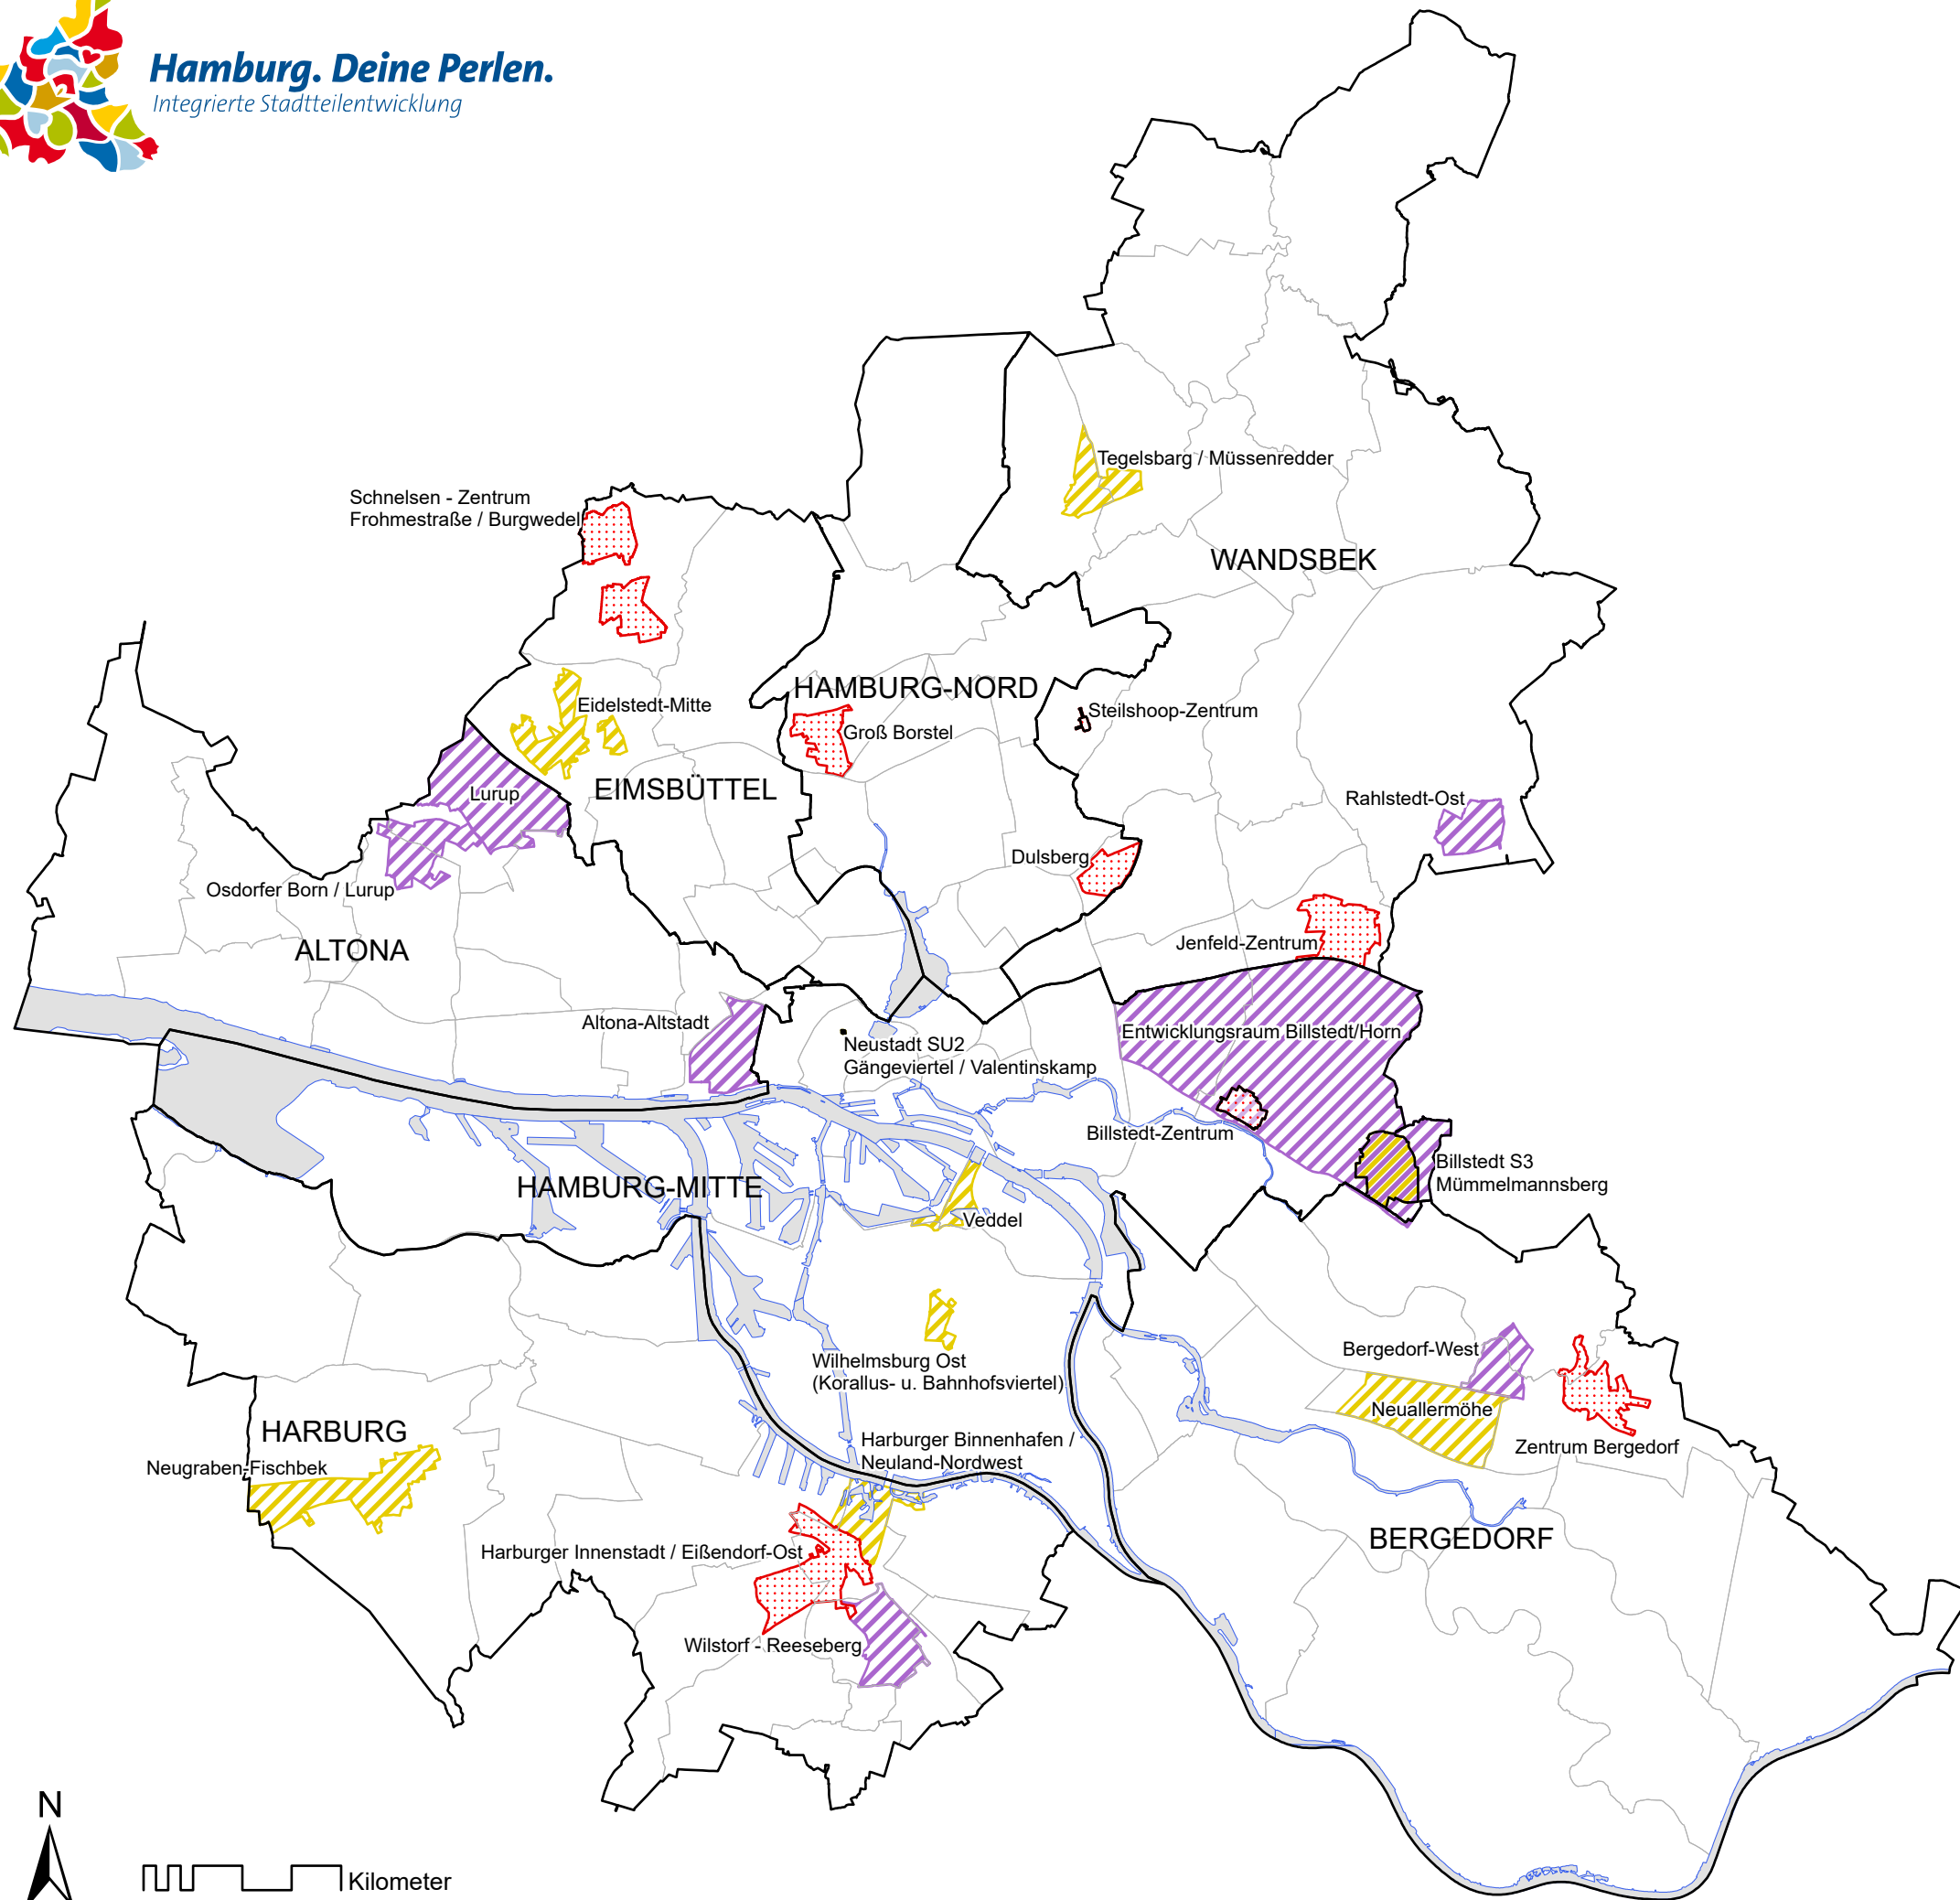 Hamburg. Deine Perlen.
Integrierte Stadtteilentwicklung
Tegelsbarg / Müssenredder
Schnelsen - Zentrum
Frohmestraße / Burgwedel
WANDSBEK
HAMBURG-NORD
Eidelstedt-Mitte
Steilshoop-Zentrum
Groß Borstel
EIMSBÜTTEL
Lurup
Rahlstedt-Ost
Dulsberg
Osdorfer Born / Lurup
ALTONA
Jenfeld-Zentrum
Altona-Altstadt
Entwicklungsraum Billstedt/Horn
Neustadt SU2
Gängeviertel / Valentinskamp
Billstedt-Zentrum
Billstedt S3
Mümmelmannsberg
HAMBURG-MITTE
Veddel
Bergedorf-West
Wilhelmsburg Ost
(Korallus- u. Bahnhofsviertel)
Neuallermöhe
HARBURG
Harburger Binnenhafen /
Neuland-Nordwest
Zentrum Bergedorf
Neugraben-Fischbek
BERGEDORF
Harburger Innenstadt / Eißendorf-Ost
Wilstorf - Reeseberg
N
Kilometer